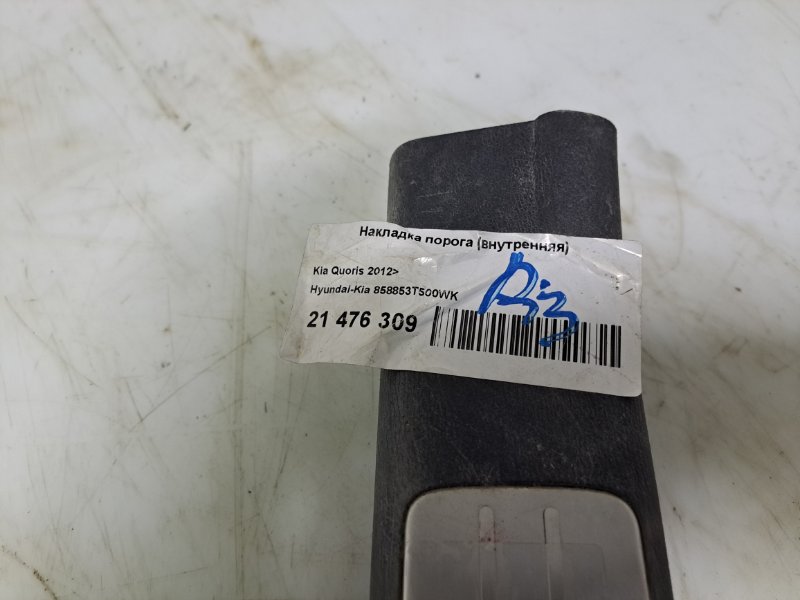 Накладка порога (внутренняя)
Kia Quoris 2012>
Hyundai-Kia 858853T500WK
21 476 309